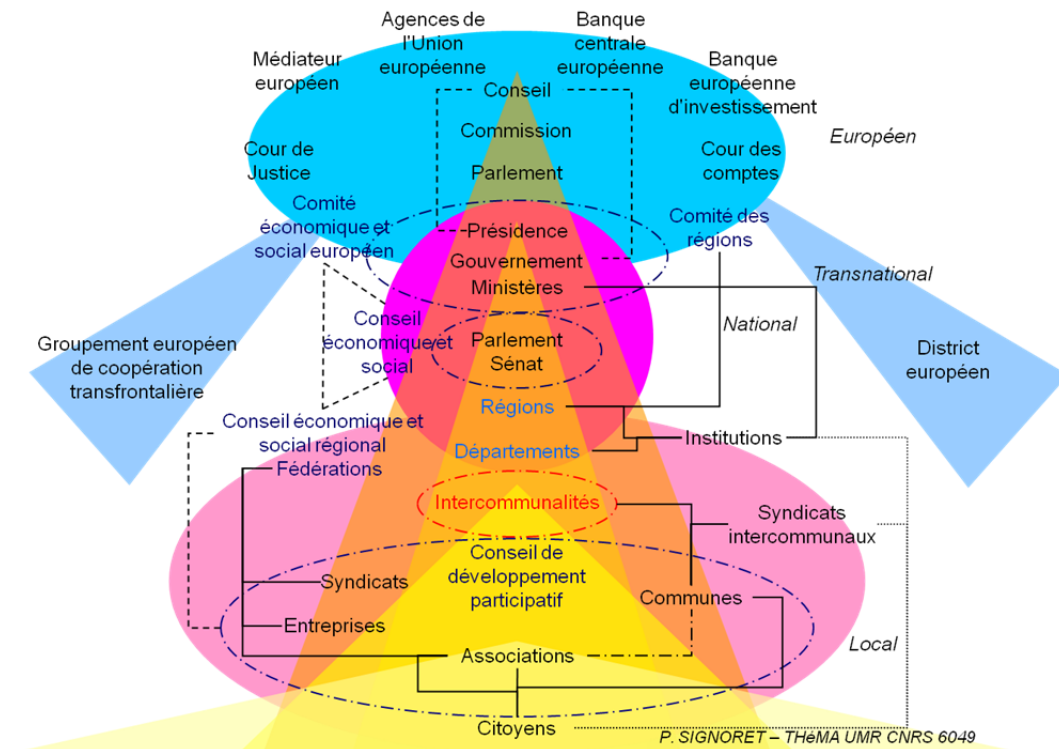 Agences de
l'Union
européenne
Banque
centrale
européenne
Médiateur
européen
Banque
européenne
d'investissement
Conseil
Commission
Européen
Cour de
Justice
Parlement
Cour des
comptes
Comité
économique et
social européen
Présidence
Comité des
régions
Gouvernement
Ministères
Transnational
National
Conseil
économique et
social
Parlement
Sénat
Groupement européen
de coopération
transfrontalière
District
européen
Régions
Conseil économique et
social régional
Fédérations
Départements
Institutions
Intercommunalités
Syndicats
intercommunaux
Conseil de
développement
participatif
Syndicats
Communes
Entreprises
Local
Associations
Citoyens
P. SIGNORET – THéMA UMR CNRS 6049